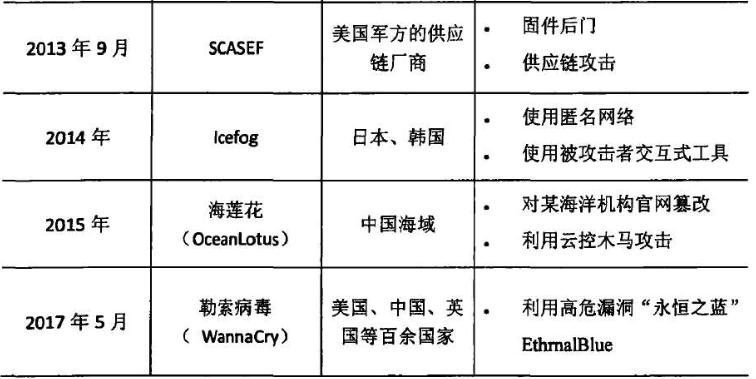 2013 年 9 月
SCASEF
美国军方的供应
链厂商
• 固件后门
• 供应链攻击
2014 年
Icefog
日本、韩国
• 使用匿名网络
• 使用被攻击者交互式工具
2015 年
海莲花
（OceanLotus）
中国海域
• 对某海洋机构官网篡改
• 利用云控木马攻击
2017 年 5 月
勒索病毒
（ WannaCry）
美国、中国、英
国等百余国家
• 利用高危漏洞“永恒之蓝”
EthrnalBlue